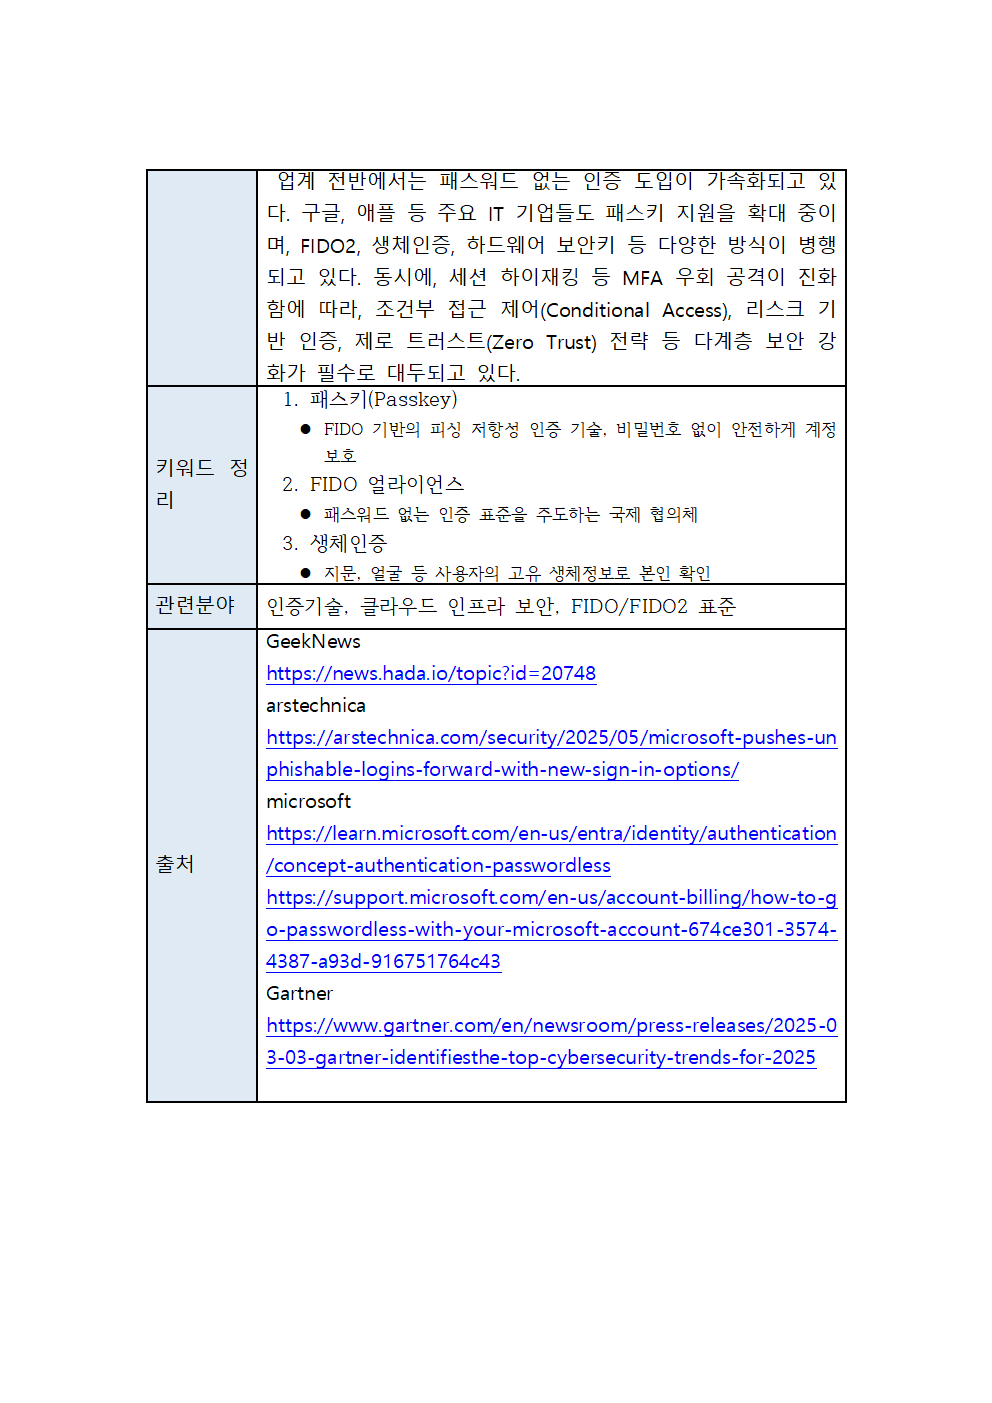 업계 전반에서는 패스워드 없는 인증 도입이 가속화되고 있
다. 구글, 애플 등 주요 IT 기업들도 패스키 지원을 확대 중이
며, FIDO2, 생체인증, 하드웨어 보안키 등 다양한 방식이 병행
되고 있다. 동시에, 세션 하이재킹 등 MFA 우회 공격이 진화
함에 따라, 조건부 접근 제어(Conditional Access), 리스크 기
반 인증, 제로 트러스트(Zero Trust) 전략 등 다계층 보안 강
화가 필수로 대두되고 있다.
키워드 정
리
1. 패스키(Passkey)
● FIDO 기반의 피싱 저항성 인증 기술, 비밀번호 없이 안전하게 계정
보호
2. FIDO 얼라이언스
● 패스워드 없는 인증 표준을 주도하는 국제 협의체
3. 생체인증
● 지문, 얼굴 등 사용자의 고유 생체정보로 본인 확인
관련분야
인증기술, 클라우드 인프라 보안, FIDO/FIDO2 표준
출처
GeekNews
https://news.hada.io/topic?id=20748
arstechnica
https://arstechnica.com/security/2025/05/microsoft-pushes-un
phishable-logins-forward-with-new-sign-in-options/
microsoft
https://learn.microsoft.com/en-us/entra/identity/authentication
/concept-authentication-passwordless
https://support.microsoft.com/en-us/account-billing/how-to-g
o-passwordless-with-your-microsoft-account-674ce301-3574-
4387-a93d-916751764c43
Gartner
https://www.gartner.com/en/newsroom/press-releases/2025-0
3-03-gartner-identifiesthe-top-cybersecurity-trends-for-2025